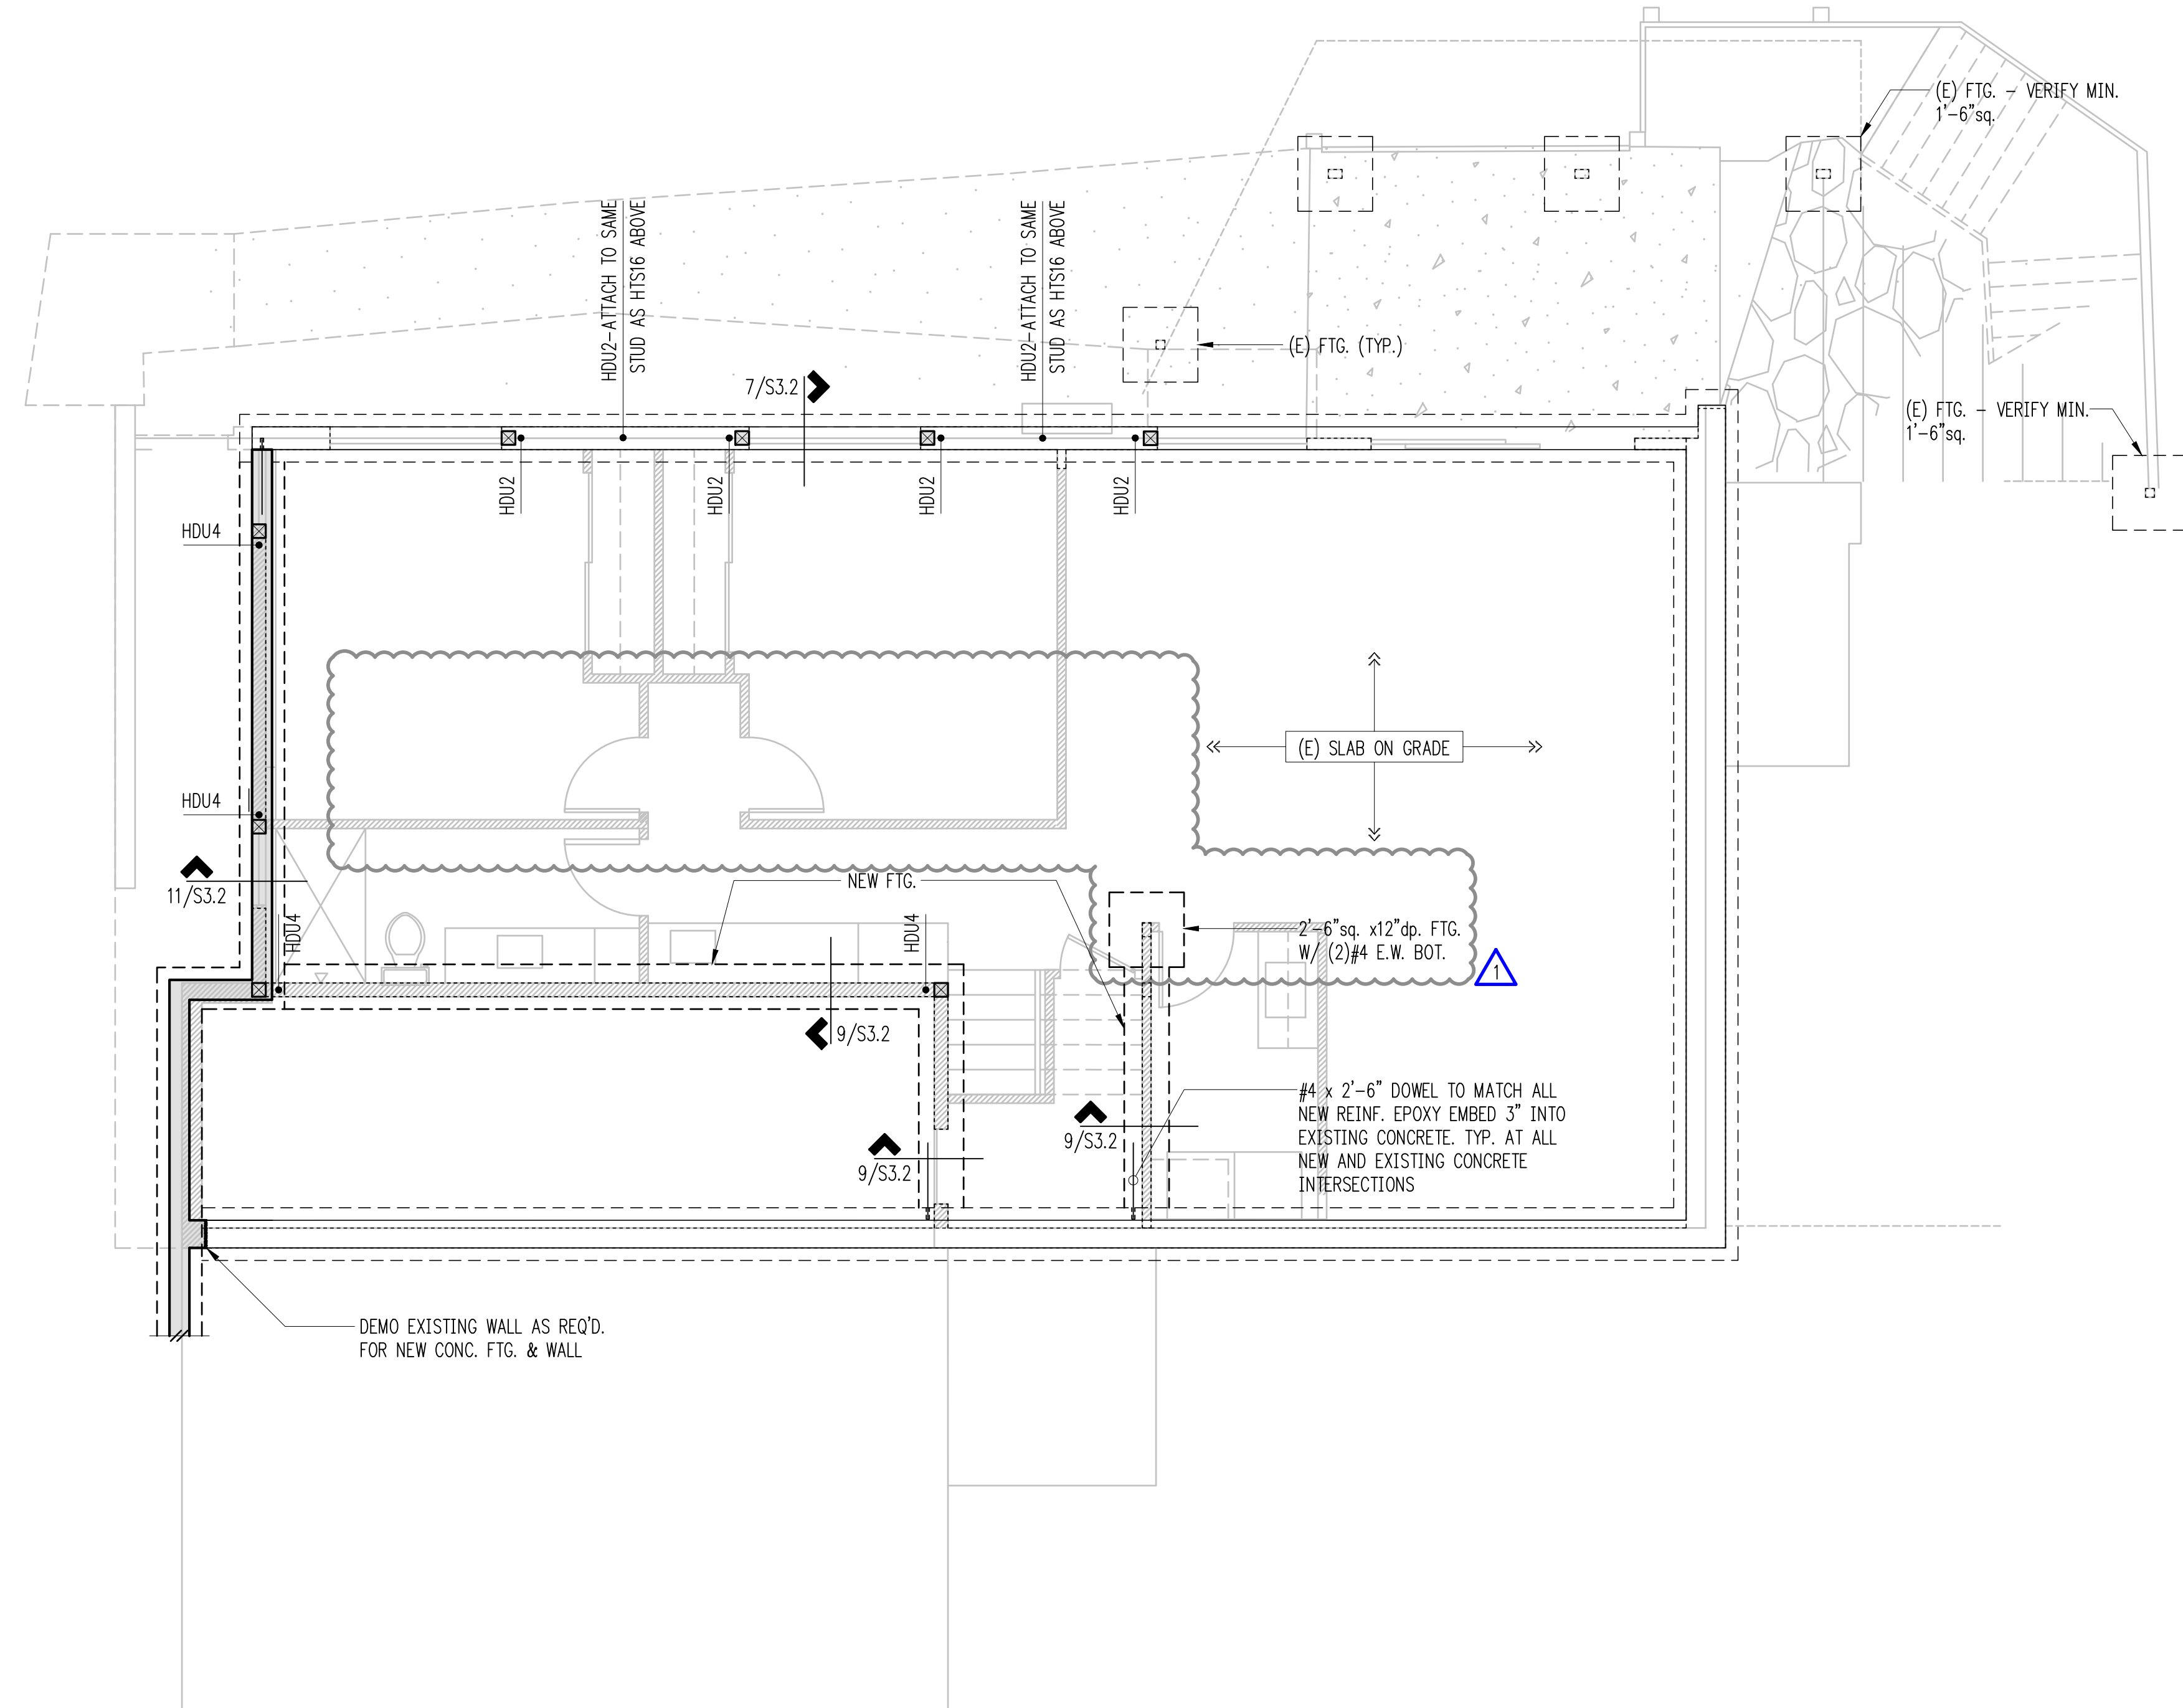 (E) FTG. - VERIFY MIN.
1'-6"sq.
HDU2-ATTACH TO SAME
STUD AS HTS16 ABOVE
HDU2-ATTACH TO SAME
STUD AS HTS16 ABOVE
(E) FTG. (TYP.)
7/S3.2
(E) FTG. - VERIFY MIN.
1'-6"sq.
HDU2
HDU2
HDU2
HDU2
HDU4
(E) SLAB ON GRADE
HDU4
11/S3.2
NEW FTG.
HDU4
HDU4
2'-6"sq. x12"dp. FTG.
W/ (2)#4 E.W. BOT.
1
9/S3.2
#4 x 2'-6" DOWEL TO MATCH ALL
NEW REINF. EPOXY EMBED 3" INTO
EXISTING CONCRETE. TYP. AT ALL
NEW AND EXISTING CONCRETE
INTERSECTIONS
9/S3.2
9/S3.2
DEMO EXISTING WALL AS REQ'D.
FOR NEW CONC. FTG. & WALL